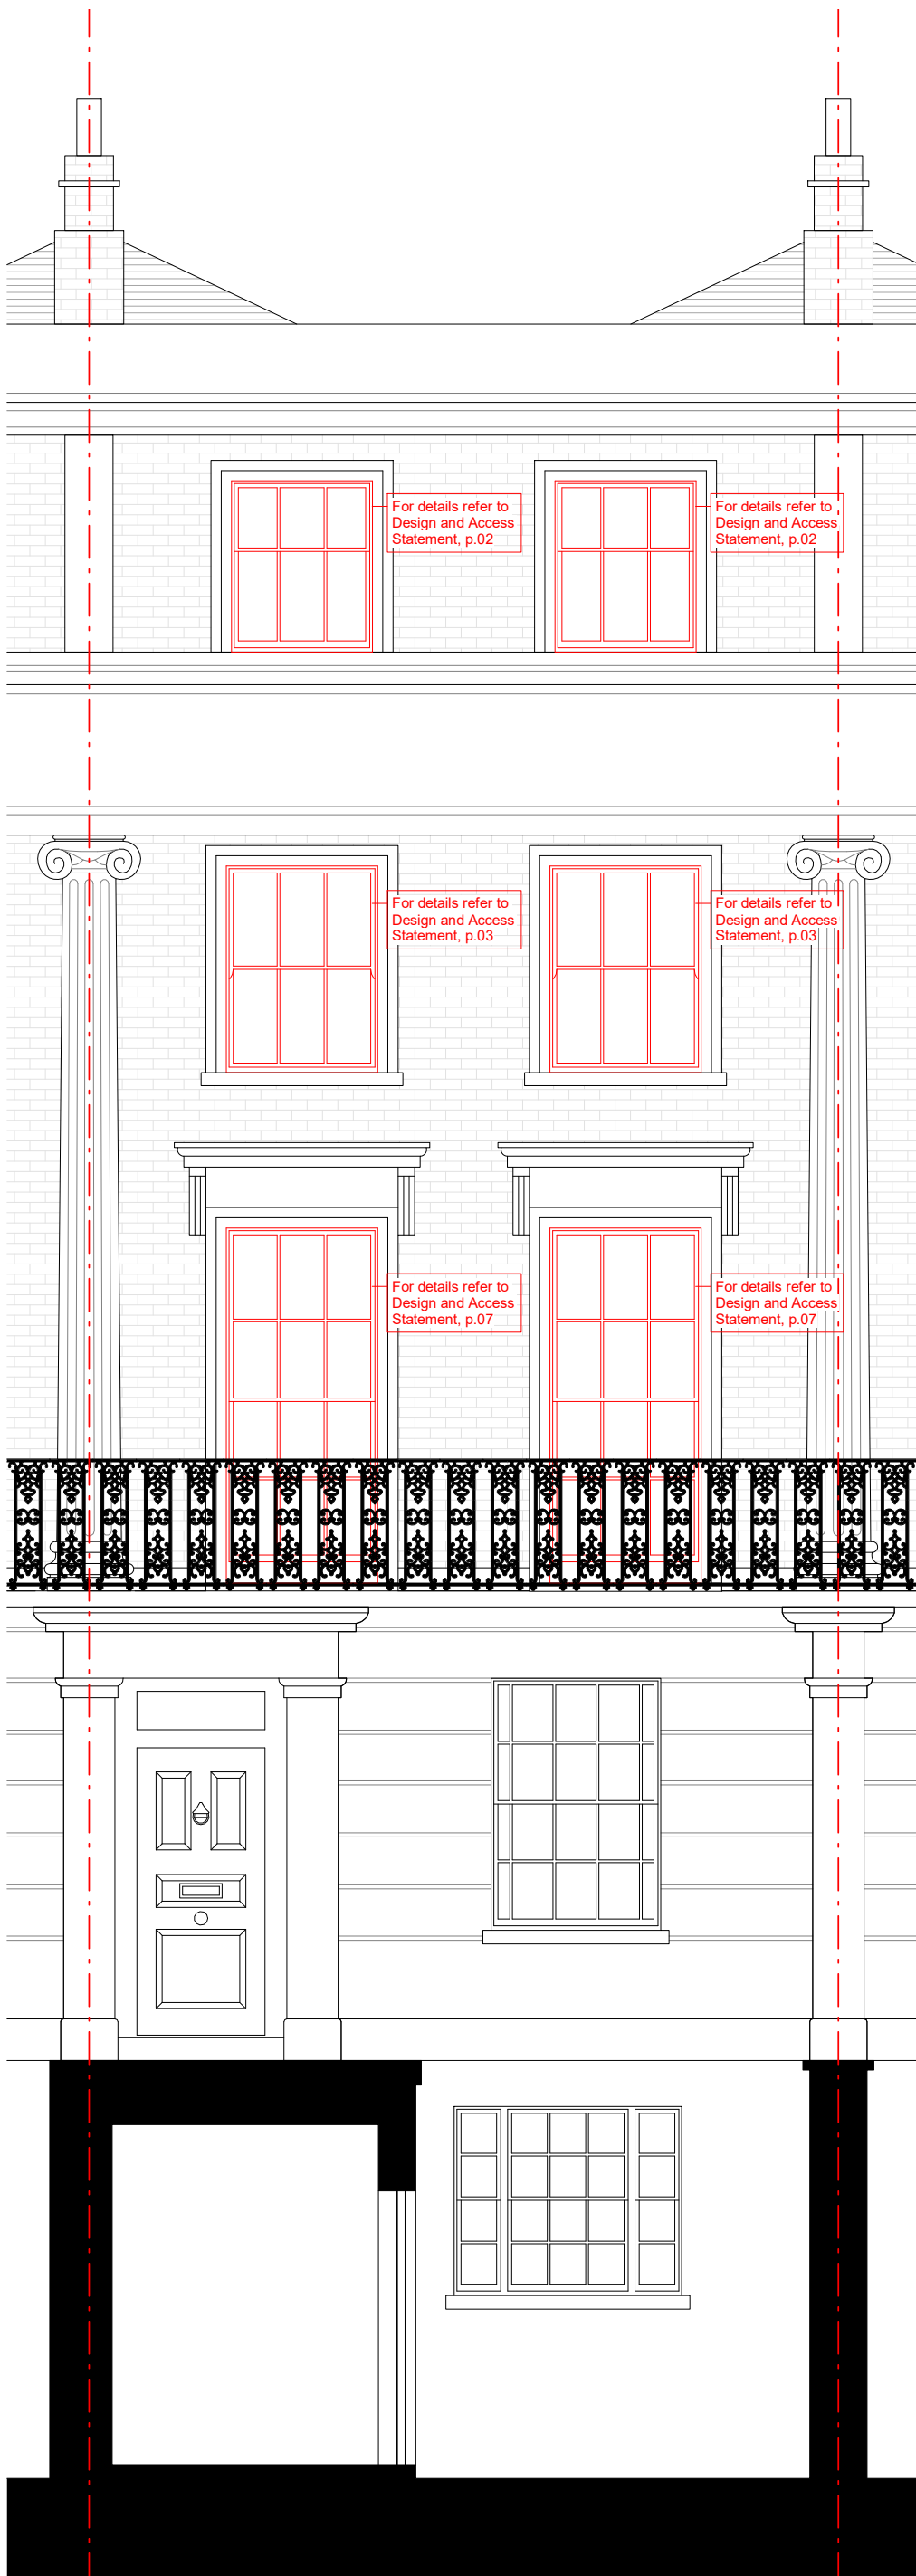 For details refer to
Design and Access
Statement, p.02
For details refer to
Design and Access
Statement, p.02
For details refer to
Design and Access
Statement, p.03
For details refer to
Design and Access
Statement, p.03
For details refer to
Design and Access
Statement, p.07
For details refer to
Design and Access
Statement, p.07